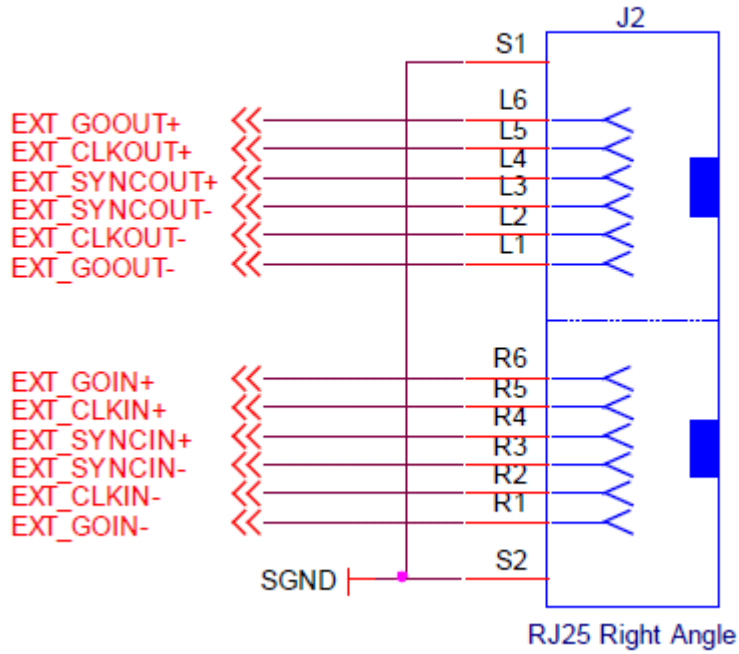 J2
S1
EXT_GOOUT+ L6
EXT_CLKOUT+ L5
EXT_SYNCOUT+ L4
EXT_SYNCOUT- L3
EXT_CLKOUT- L2
EXT_GOOUT- L1
EXT_GOIN+ R6
EXT_CLKIN+ R5
EXT_SYNCIN+ R4
EXT_SYNCIN- R3
EXT_CLKIN- R2
EXT_GOIN- R1
SGND S2
RJ25 Right Angle